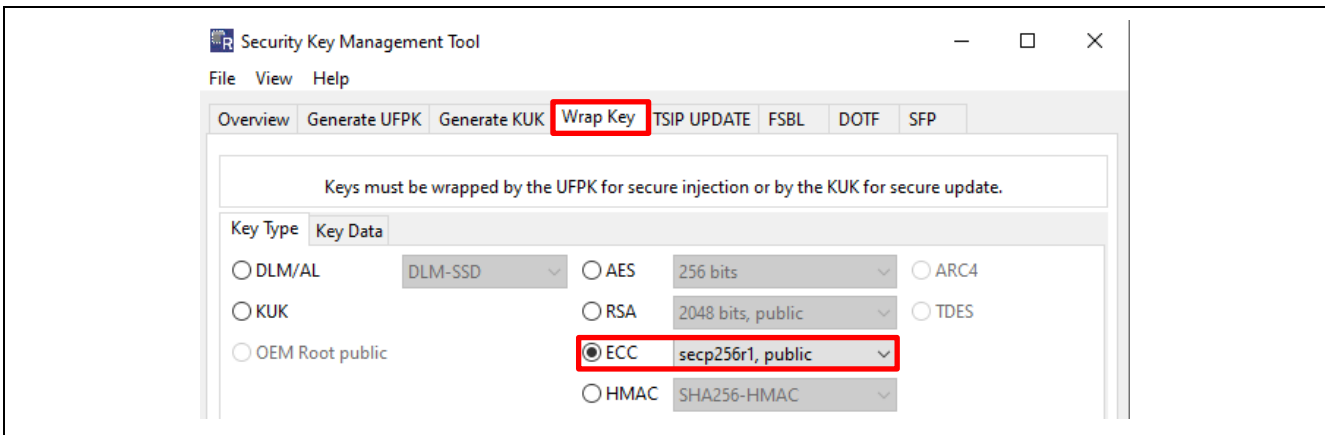 Security Key Management Tool
File View Help
Overview Generate UFPK Generate KUK Wrap Key TSIP UPDATE FSBL DOTF SFP
Keys must be wrapped by the UFPK for secure injection or by the KUK for secure update.
Key Type Key Data
DLM/AL DLM-SSD AES 256 bits ARC4
KUK RSA 2048 bits, public TDES
OEM Root public ECC secp256r1, public
HMAC SHA256-HMAC